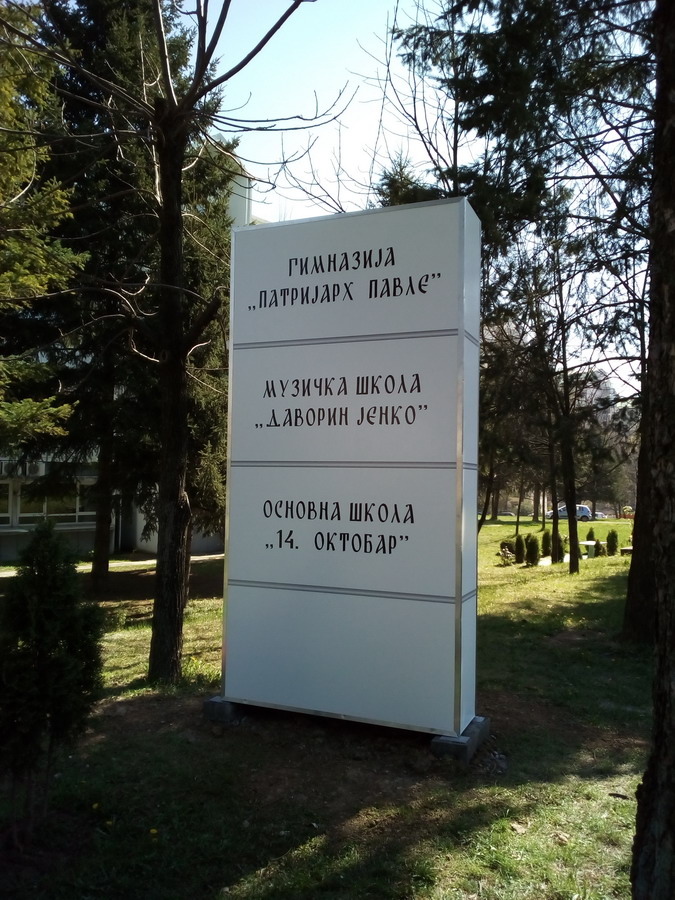 ГИМНАЗИЈА
„ПАТРИЈАРХ ПАВЛЕ”
МУЗИЧКА ШКОЛА
„ДАВОРИН ЈЕНКО”
ОСНОВНА ШКОЛА
„14. ОКТОБАР”